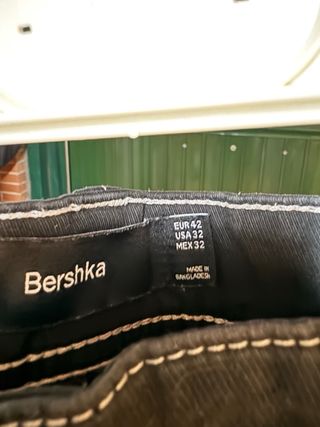 Bershka
EUR 42
USA 32
MEX 32
MADE IN
BANGLADESH